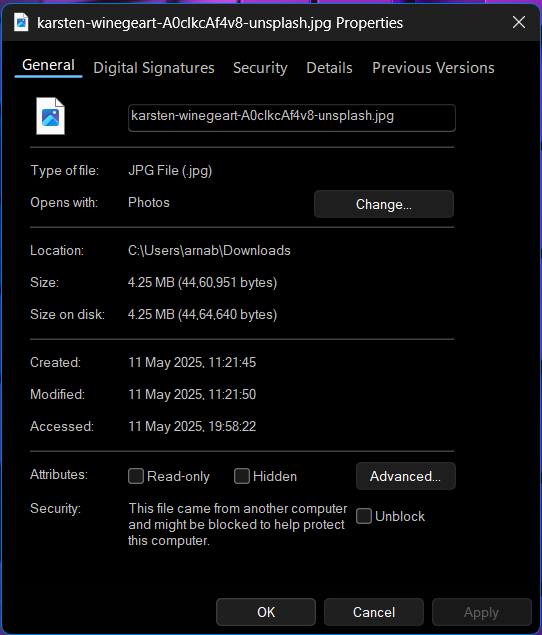 karsten-winegeart-A0cIkcAf4v8-unsplash.jpg Properties
General Digital Signatures Security Details Previous Versions
karsten-winegeart-A0cIkcAf4v8-unsplash.jpg
Type of file: JPG File (.jpg)
Opens with: Photos Change...
Location: C:\Users\arnab\Downloads
Size: 4.25 MB (44,60,951 bytes)
Size on disk: 4.25 MB (44,64,640 bytes)
Created: 11 May 2025, 11:21:45
Modified: 11 May 2025, 11:21:50
Accessed: 11 May 2025, 19:58:22
Attributes: Read-only Hidden Advanced...
Security: This file came from another computer
and might be blocked to help protect Unblock
this computer.
OK Cancel Apply